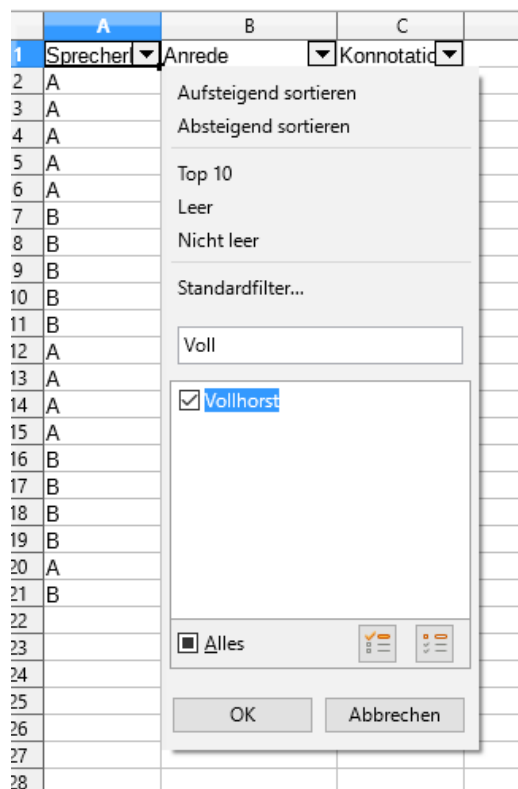 A B C
1 Sprecher Anrede Konnotatic
2 A
3 A
4 A
5 A
6 A
7 B
8 B
9 B
10 B
11 B
12 A
13 A
14 A
15 A
16 B
17 B
18 B
19 B
20 A
21 B
22
23
24
25
26
27
28
Aufsteigend sortieren
Absteigend sortieren
Top 10
Leer
Nicht leer
Standardfilter...
Voll
Vollhorst
Alles
OK Abbrechen